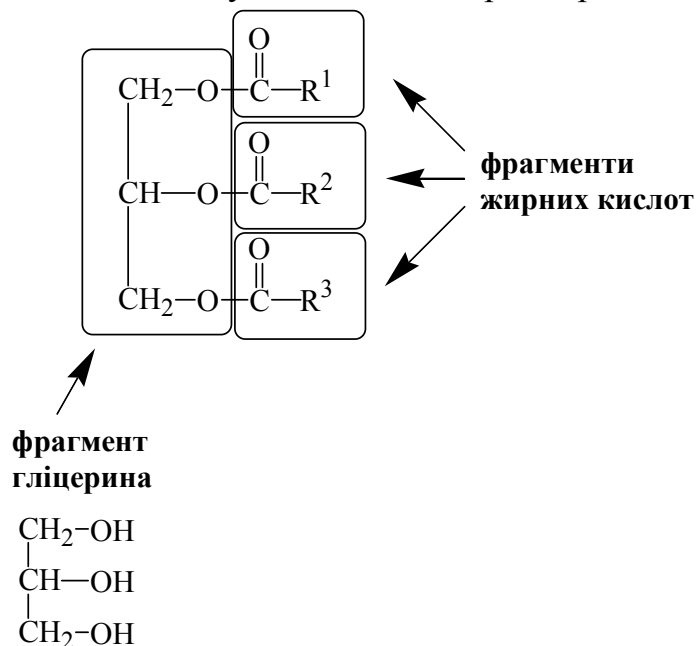 O
CH₂—O—C—R¹
O
CH—O—C—R²
O
CH₂—O—C—R³
фрагменти
жирних кислот
фрагмент
гліцерина
CH₂—OH
CH—OH
CH₂—OH